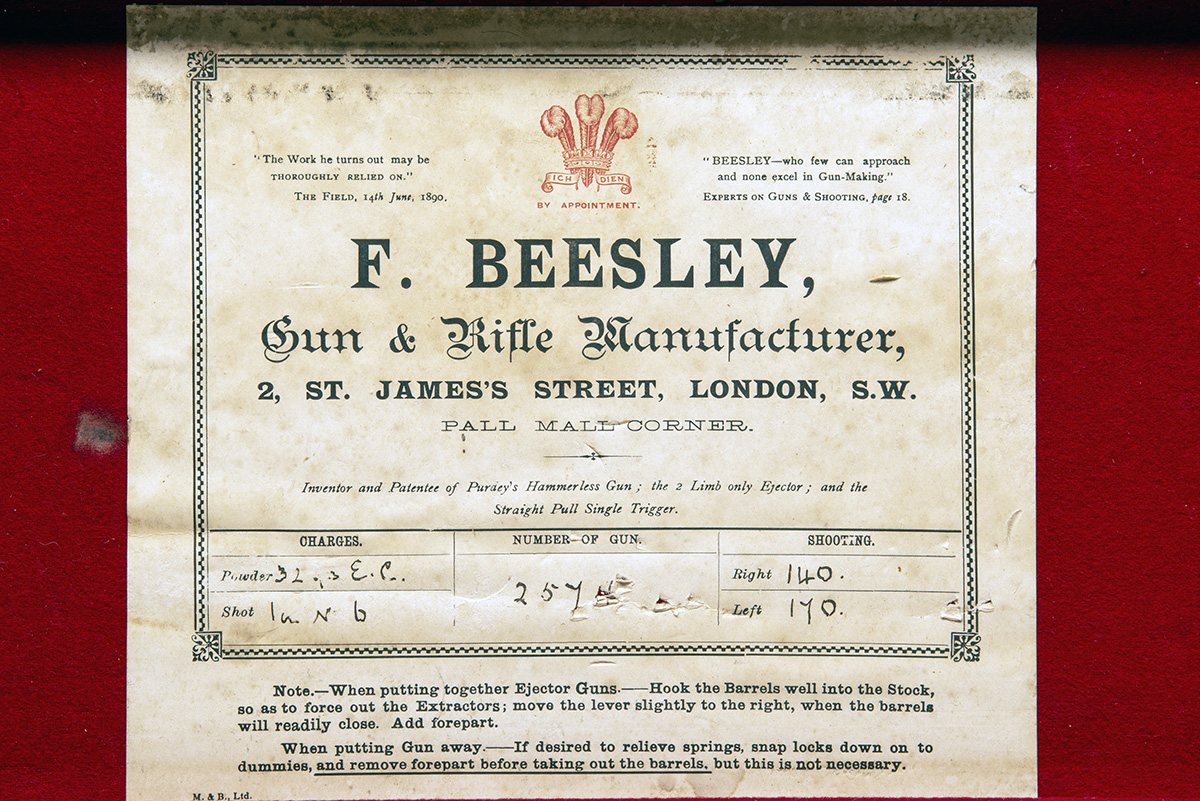 "The Work he turns out may be
THOROUGHLY RELIED ON."
THE FIELD, 14th June, 1890.
ICH DIEN
BY APPOINTMENT.
"BEESLEY—who few can approach
and none excel in Gun-Making."
EXPERTS ON GUNS & SHOOTING, page 18.
F. BEESLEY,
Gun & Rifle Manufacturer,
2, ST. JAMES'S STREET, LONDON, S.W.
PALL MALL CORNER.
Inventor and Patentee of Purdey's Hammerless Gun; the 2 Limb only Ejector; and the
Straight Pull Single Trigger.
CHARGES.
Powder 32 E.C.
Shot 6
NUMBER OF GUN.
257
SHOOTING.
Right 140.
Left 170.
Note.—When putting together Ejector Guns.—Hook the Barrels well into the Stock,
so as to force out the Extractors; move the lever slightly to the right, when the barrels
will readily close. Add forepart.
When putting Gun away.—If desired to relieve springs, snap locks down on to
dummies, and remove forepart before taking out the barrels, but this is not necessary.
M. & B., Ltd.